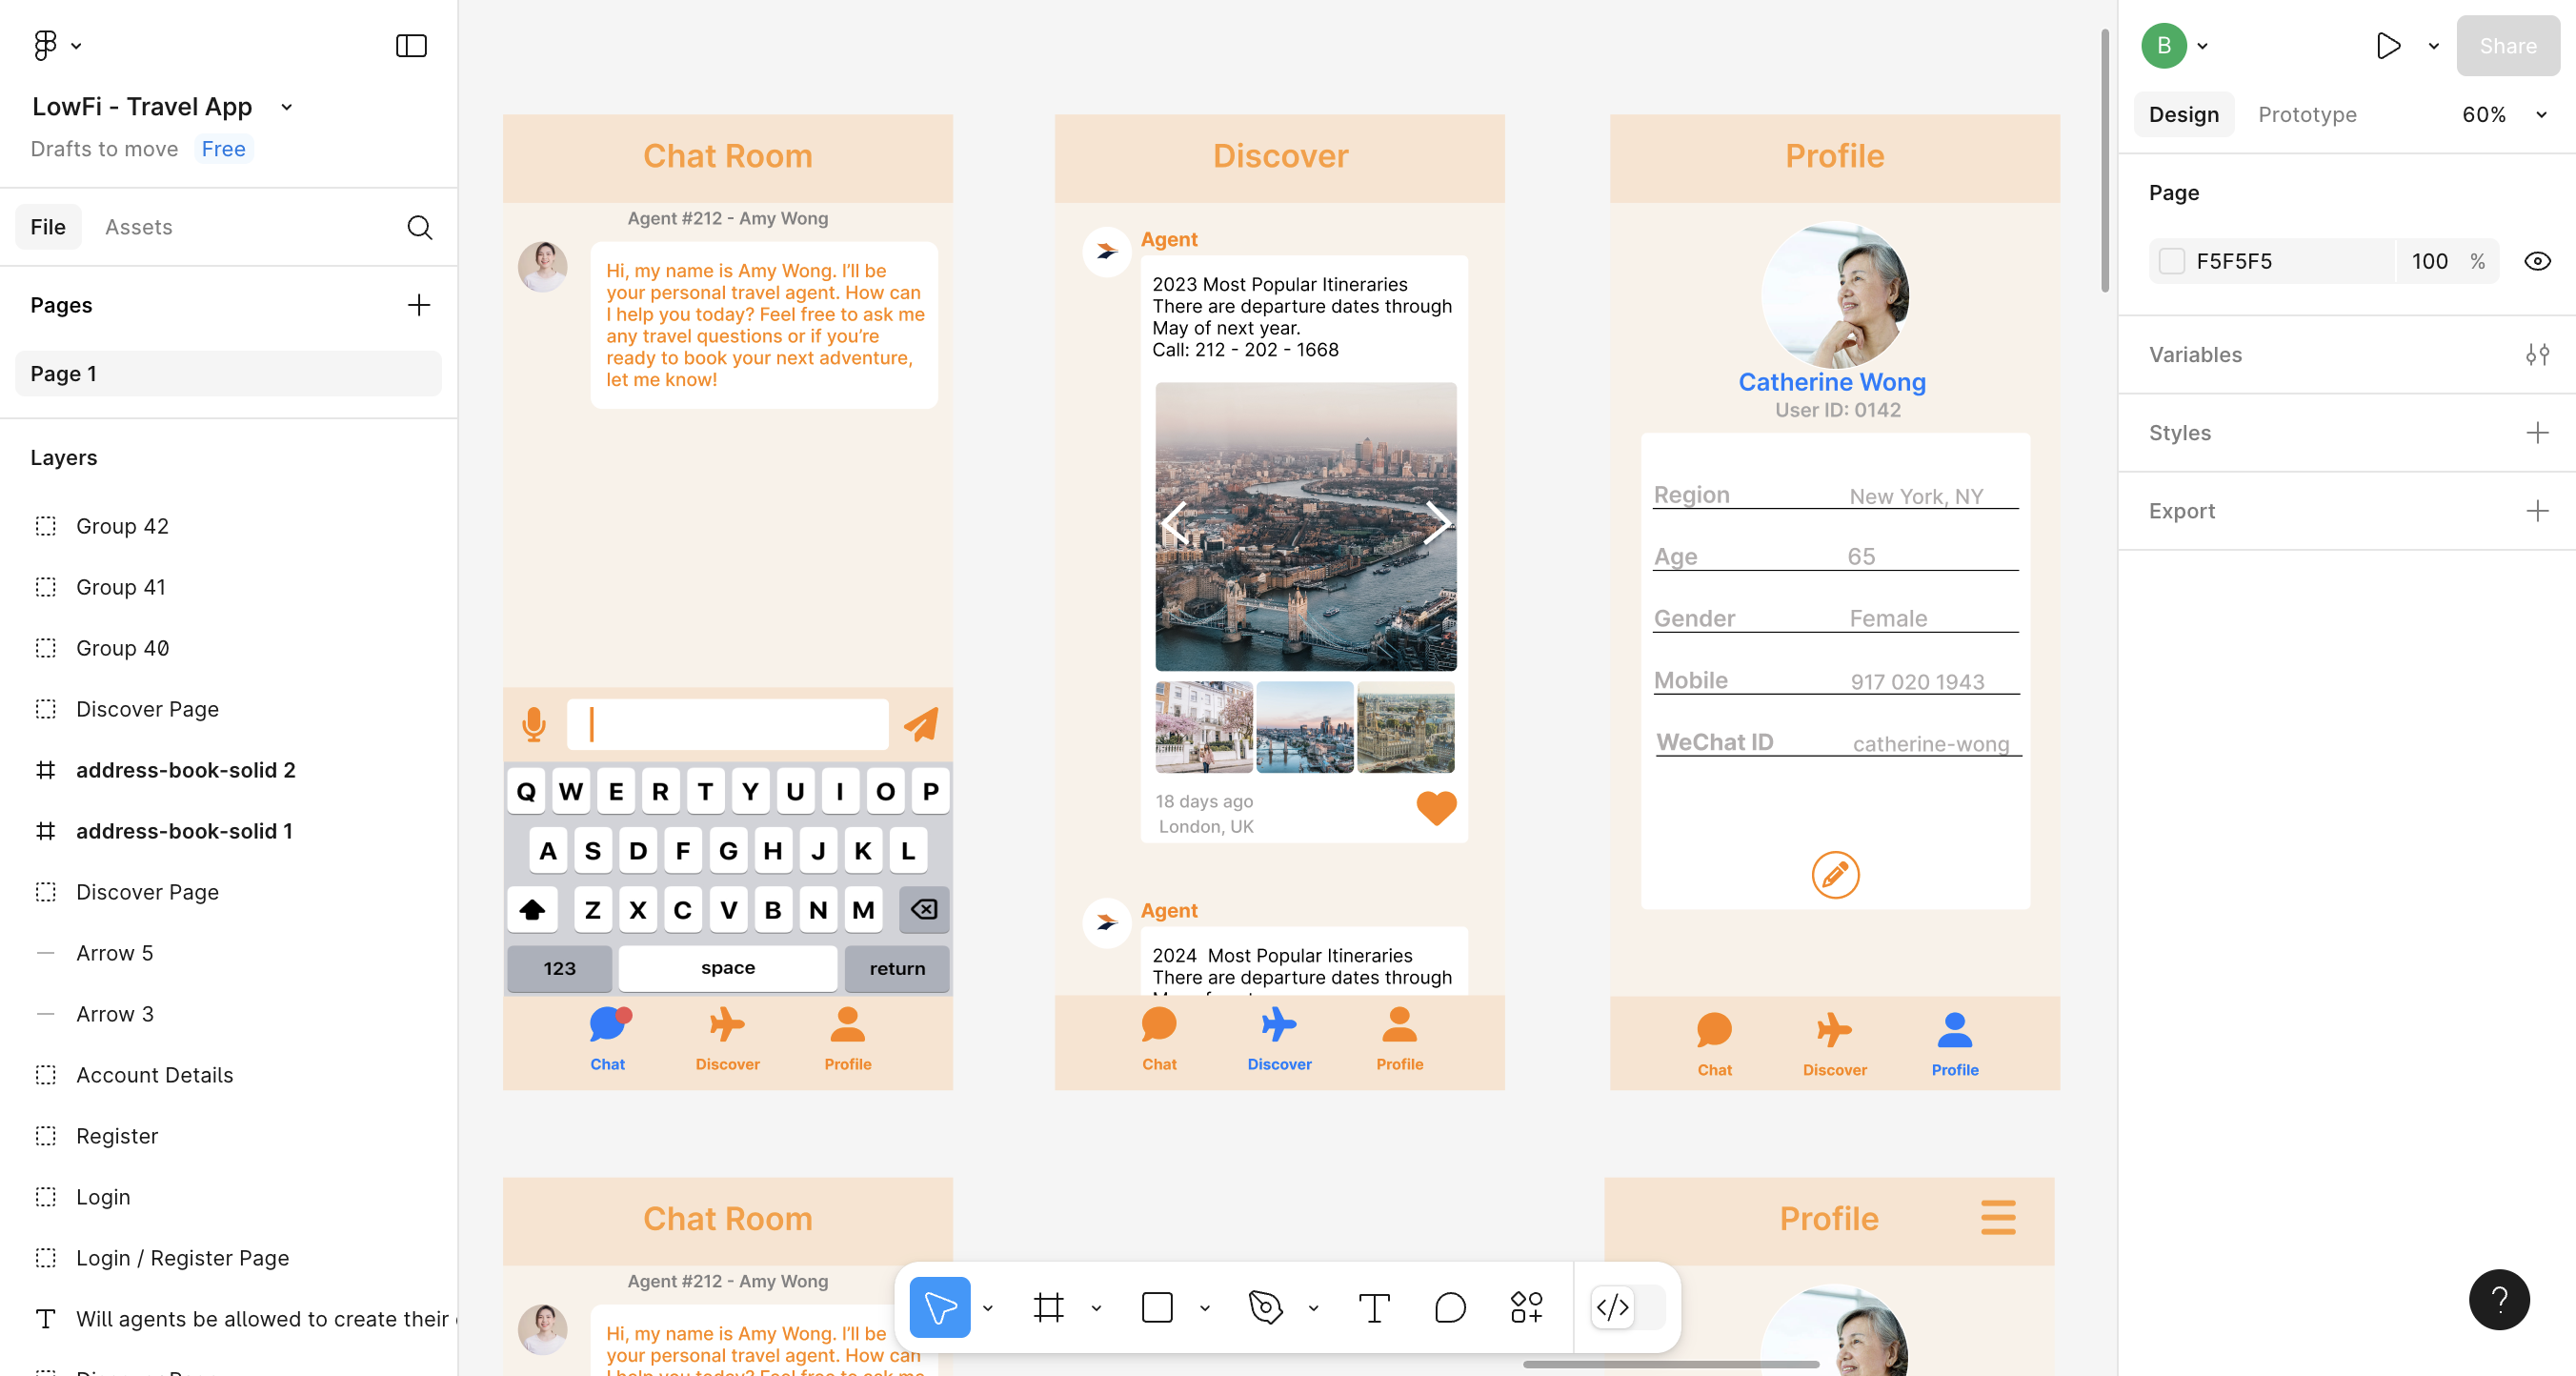 LowFi - Travel App
Drafts to move Free
File Assets
Pages
Page 1
Layers
Group 42
Group 41
Group 40
Discover Page
address-book-solid 2
address-book-solid 1
Discover Page
Arrow 5
Arrow 3
Account Details
Register
Login
Login / Register Page
Will agents be allowed to create their
Chat Room
Agent #212 - Amy Wong
Hi, my name is Amy Wong. I’ll be
your personal travel agent. How can
I help you today? Feel free to ask me
any travel questions or if you’re
ready to book your next adventure,
let me know!
Q W E R T Y U I O P
A S D F G H J K L
Z X C V B N M
123 space return
Chat Discover Profile
Discover
Agent
2023 Most Popular Itineraries
There are departure dates through
May of next year.
Call: 212 - 202 - 1668
18 days ago
London, UK
Agent
2024 Most Popular Itineraries
There are departure dates through
Chat Discover Profile
Profile
Catherine Wong
User ID: 0142
Region New York, NY
Age 65
Gender Female
Mobile 917 020 1943
WeChat ID catherine-wong
Chat Discover Profile
Chat Room
Agent #212 - Amy Wong
Hi, my name is Amy Wong. I’ll be
your personal travel agent. How can
I help you today? Feel free to ask me
Profile
B
Share
Design Prototype 60%
Page
F5F5F5 100 %
Variables
Styles
Export
?